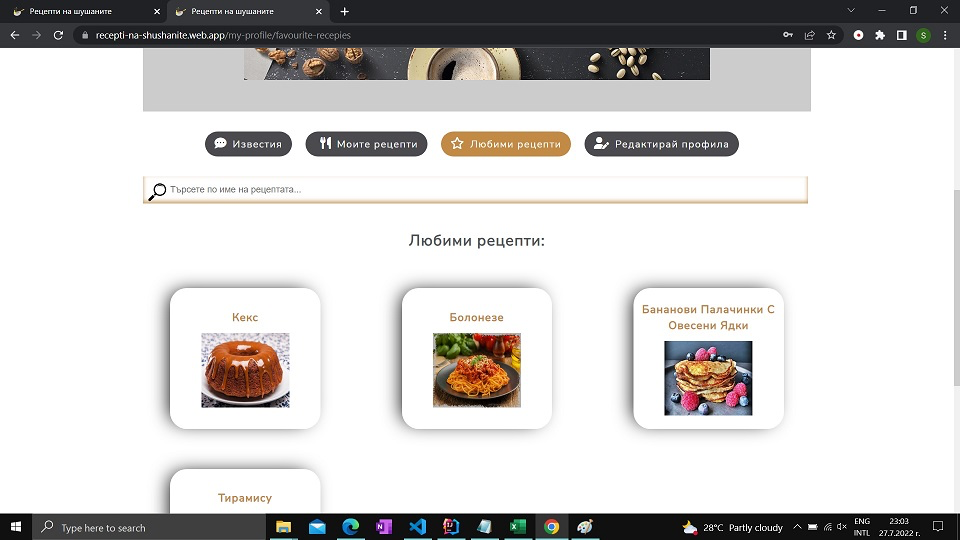 Рецепти на шушаните
Рецепти на шушаните
recepti-na-shushanite.web.app/my-profile/favourite-recepies
S
Известия
Моите рецепти
Любими рецепти
Редактирай профила
Търсете по име на рецептата...
Любими рецепти:
Кекс
Болонезе
Бананови Палачинки С
Овесени Ядки
Тирамису
Type here to search
28°C Partly cloudy
ENG
INTL
23:03
27.7.2022 г.